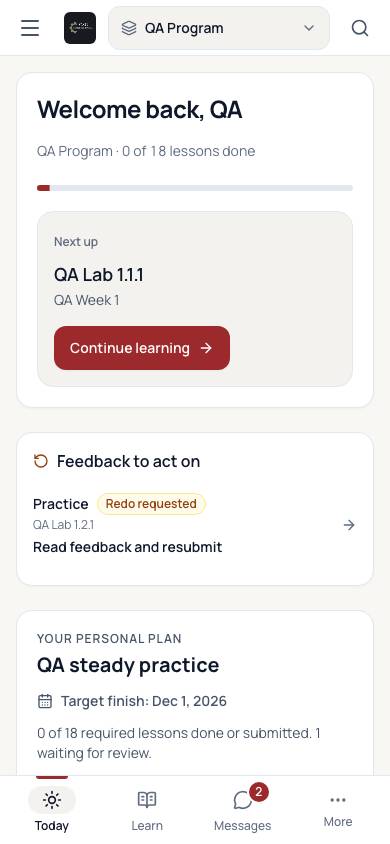 QA Program
Welcome back, QA
QA Program · 0 of 18 lessons done
Next up
QA Lab 1.1.1
QA Week 1
Continue learning
Feedback to act on
Practice Redo requested
QA Lab 1.2.1
Read feedback and resubmit
YOUR PERSONAL PLAN
QA steady practice
Target finish: Dec 1, 2026
0 of 18 required lessons done or submitted. 1
waiting for review.
2
Today Learn Messages More